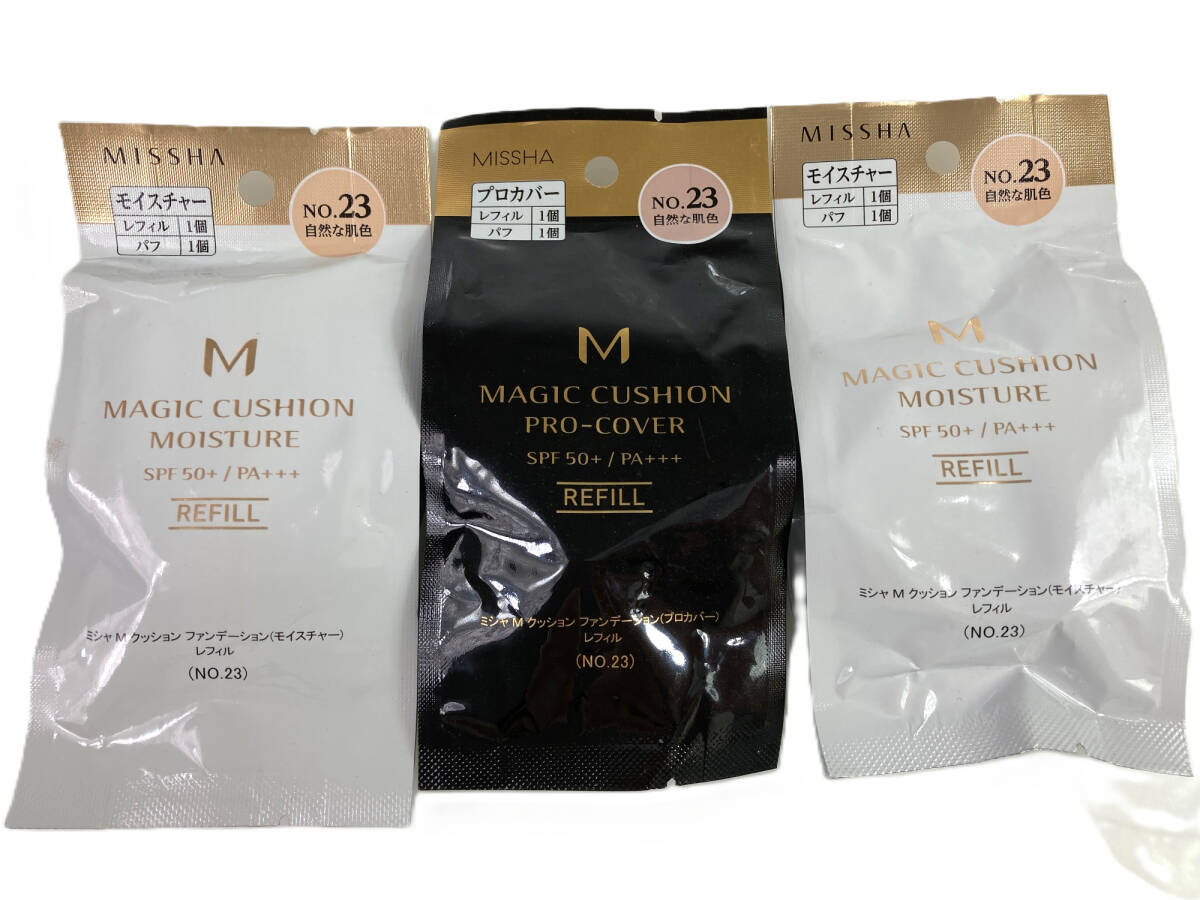 MISSHA
モイスチャー
レフィル 1個
パフ 1個
NO.23
自然な肌色
M
MAGIC CUSHION
MOISTURE
SPF 50+ / PA+++
REFILL
ミシャ M クッション ファンデーション(モイスチャー)
レフィル
(NO.23)
MISSHA
プロカバー
レフィル 1個
パフ 1個
NO.23
自然な肌色
M
MAGIC CUSHION
PRO-COVER
SPF 50+ / PA+++
REFILL
ミシャ M クッション ファンデーション(プロカバー)
レフィル
(NO.23)
MISSHA
モイスチャー
レフィル 1個
パフ 1個
NO.23
自然な肌色
M
MAGIC CUSHION
MOISTURE
SPF 50+ / PA+++
REFILL
ミシャ M クッション ファンデーション(モイスチャー)
レフィル
(NO.23)